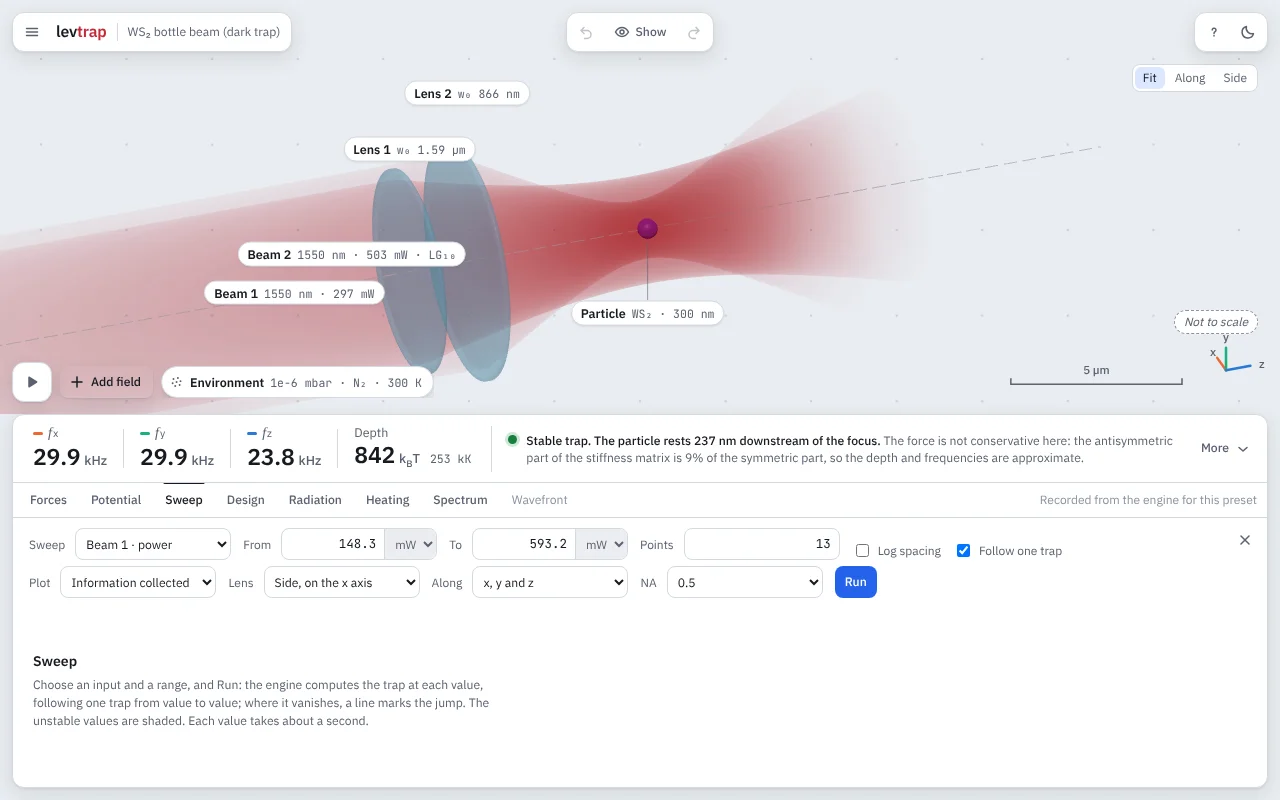 levtrap WS₂ bottle beam (dark trap)
Show
?
Fit Along Side
Lens 2 w₀ 866 nm
Lens 1 w₀ 1.59 µm
Beam 2 1550 nm · 503 mW · LG₁₀
Beam 1 1550 nm · 297 mW
Particle WS₂ · 300 nm
Not to scale
y
x
z
5 µm
Add field
Environment 1e-6 mbar · N₂ · 300 K
fx
29.9 kHz
fy
29.9 kHz
fz
23.8 kHz
Depth
842 kBT 253 kK
Stable trap. The particle rests 237 nm downstream of the focus. The force is not conservative here: the antisymmetric
part of the stiffness matrix is 9% of the symmetric part, so the depth and frequencies are approximate.
More
Forces Potential Sweep Design Radiation Heating Spectrum Wavefront
Recorded from the engine for this preset
Sweep Beam 1 · power From 148.3 mW To 593.2 mW Points 13 Log spacing Follow one trap
Plot Information collected Lens Side, on the x axis Along x, y and z NA 0.5 Run
Sweep
Choose an input and a range, and Run: the engine computes the trap at each value,
following one trap from value to value; where it vanishes, a line marks the jump. The
unstable values are shaded. Each value takes about a second.